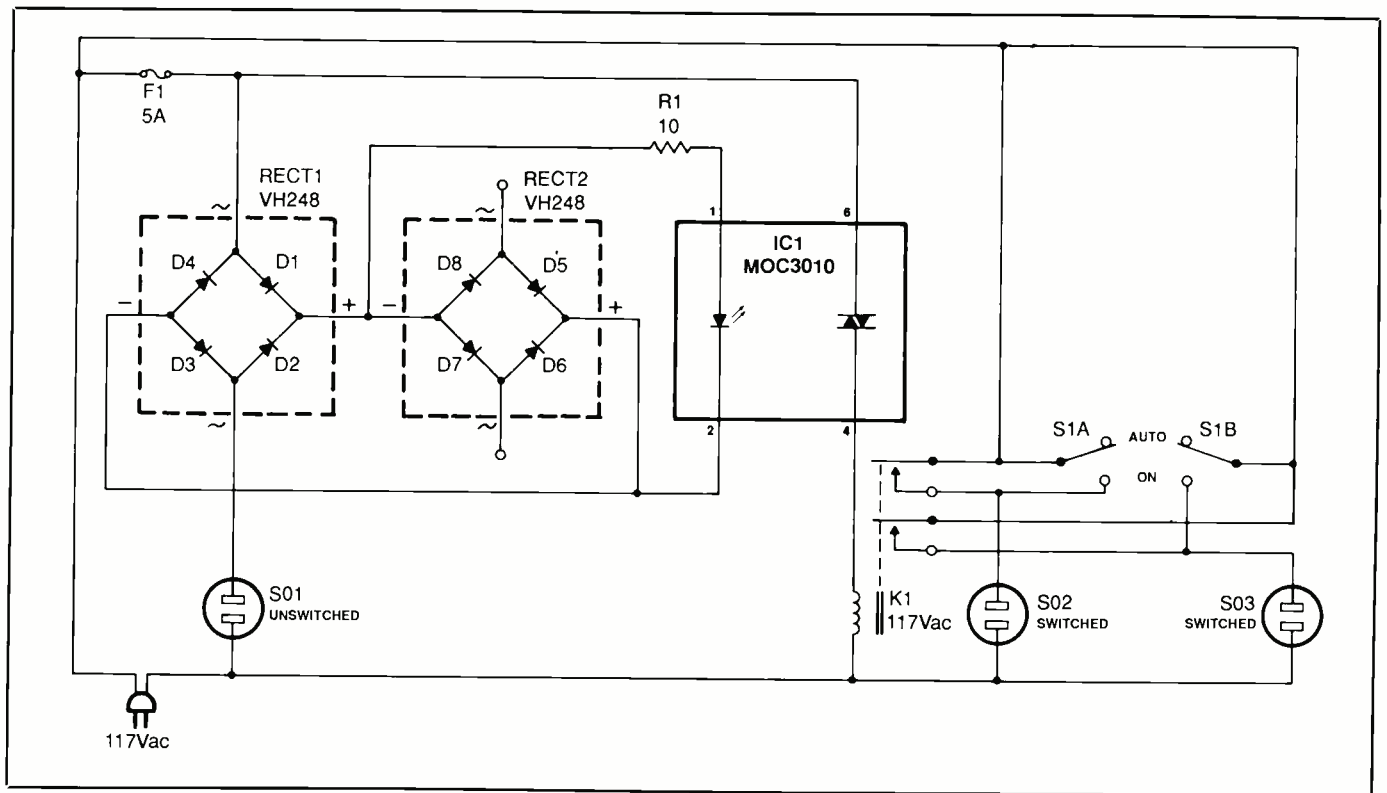 F1
5A
R1
10
RECT1
VH248
~
RECT2
VH248
~
1
6
IC1
MOC3010
D4
D1
D8
D5
−
+
−
+
D3
D2
D7
D6
~
~
2
4
S1A
AUTO
S1B
ON
S01
UNSWITCHED
K1
117Vac
S02
SWITCHED
S03
SWITCHED
117Vac